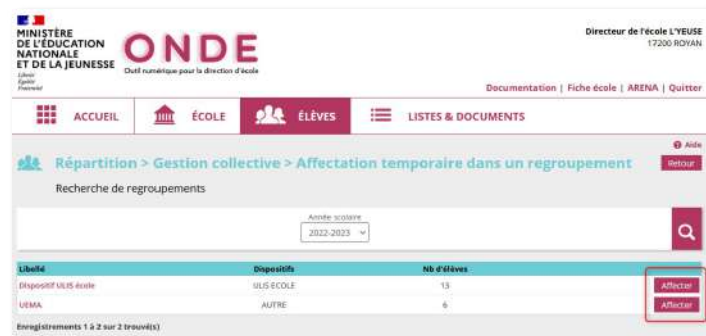 MINISTÈRE
DE L'ÉDUCATION
NATIONALE
ET DE LA JEUNESSE
Liberté
Égalité
Fraternité
ONDE
Outil numérique pour la direction d'école
Directeur de l'école L'YEUSE
17200 ROYAN
Documentation | Fiche école | ARENA | Quitter
ACCUEIL ÉCOLE ÉLÈVES LISTES & DOCUMENTS
Aide
Répartition > Gestion collective > Affectation temporaire dans un regroupement Retour
Recherche de regroupements
Année scolaire
2022-2023
Libellé Dispositifs Nb d'élèves
Dispositif ULIS école ULIS ECOLE 13 Affecter
UEMA AUTRE 6 Affecter
Enregistrements 1 à 2 sur 2 trouvé(s)